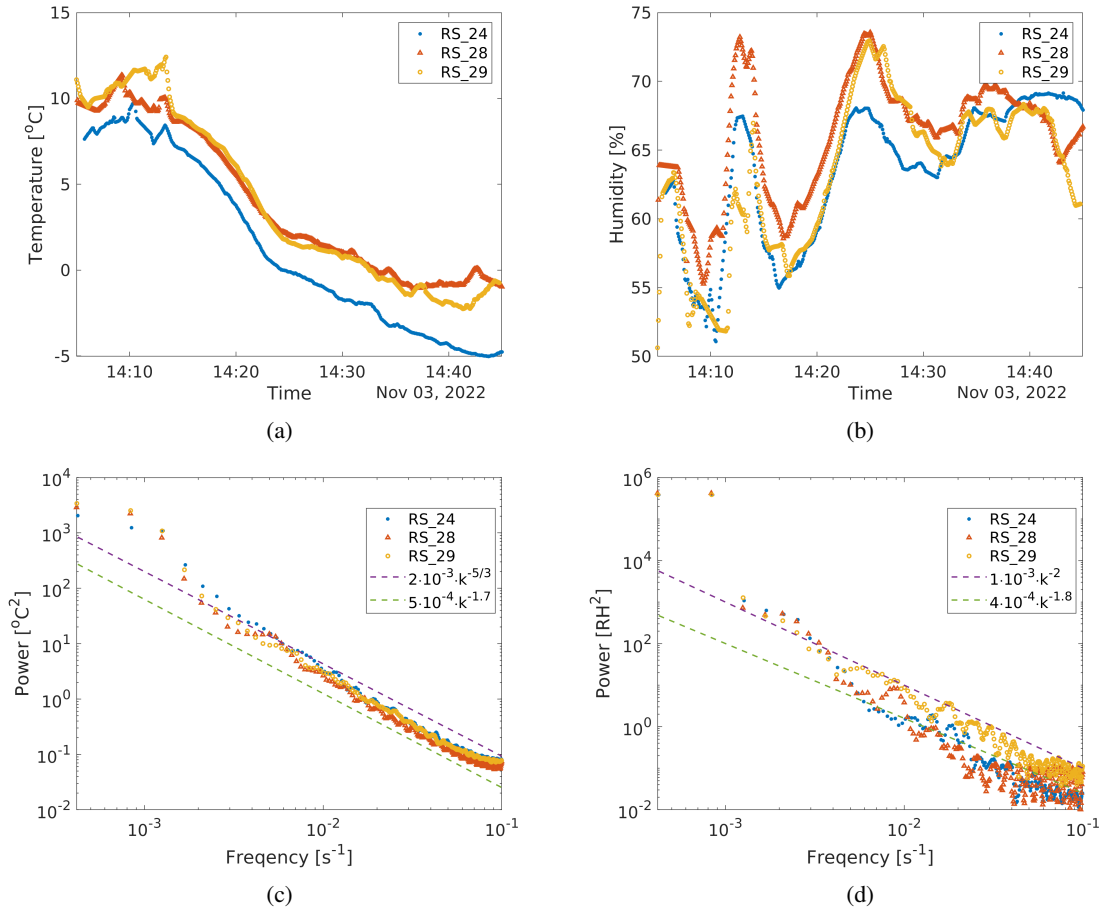 15
10
5
0
-5
Temperature [oC]
RS_24
RS_28
RS_29
14:10
14:20
14:30
14:40
Time
Nov 03, 2022
(a)
75
70
65
60
55
50
Humidity [%]
RS_24
RS_28
RS_29
14:10
14:20
14:30
14:40
Time
Nov 03, 2022
(b)
10^4
10^3
10^2
10^1
10^0
10^-1
10^-2
Power [oC^2]
RS_24
RS_28
RS_29
2·10^-3·k^-5/3
5·10^-4·k^-1.7
10^-3
10^-2
10^-1
Freqency [s^-1]
(c)
10^6
10^4
10^2
10^0
10^-2
Power [RH^2]
RS_24
RS_28
RS_29
1·10^-3·k^-2
4·10^-4·k^-1.8
10^-3
10^-2
10^-1
Freqency [s^-1]
(d)